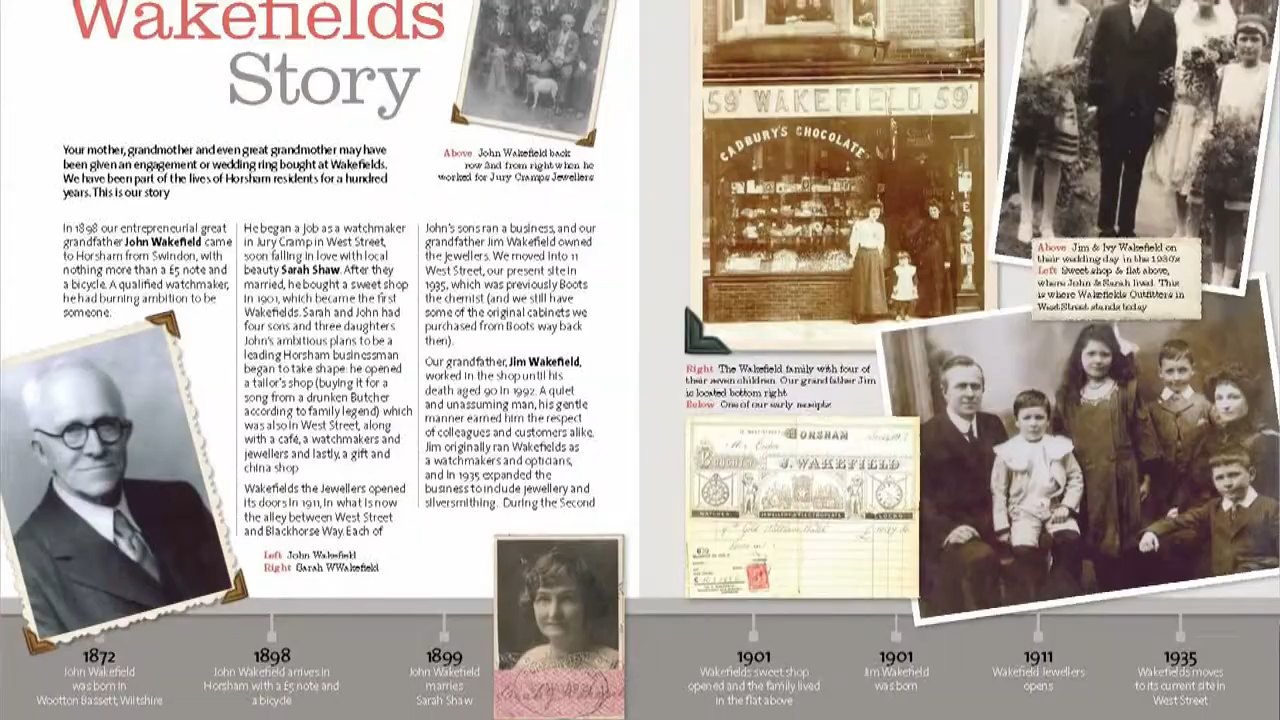 Wakefields
Story
Your mother, grandmother and even great grandmother may have
been given an engagement or wedding ring bought at Wakefields.
We have been part of the lives of Horsham residents for a hundred
years. This is our story
Above John Wakefield back
row 2nd from right when he
worked for Jury Cramps Jewellers
In 1898 our entrepreneurial great
grandfather John Wakefield came
to Horsham from Swindon, with
nothing more than a £5 note and
a bicycle. A qualified watchmaker,
he had burning ambition to be
someone.
He began a job as a watchmaker
in Jury Cramp in West Street,
soon falling in love with local
beauty Sarah Shaw. After they
married, he bought a sweet shop
in 1901, which became the first
Wakefields. Sarah and John had
four sons and three daughters
John's ambitious plans to be a
leading Horsham businessman
began to take shape: he opened
a tailor's shop (buying it for a
song from a drunken Butcher
according to family legend) which
was also in West Street, along
with a café, a watchmakers and
jewellers and lastly, a gift and
china shop
Wakefields the Jewellers opened
its doors in 1911, in what is now
the alley between West Street
and Blackhorse Way. Each of
John's sons ran a business, and our
grandfather Jim Wakefield owned
the jewellers. We moved into 11
West Street, our present site in
1935, which was previously Boots
the chemist (and we still have
some of the original cabinets we
purchased from Boots way back
then).
Our grandfather, Jim Wakefield,
worked in the shop until his
death aged 90 in 1992. A quiet
and unassuming man, his gentle
manner earned him the respect
of colleagues and customers alike.
Jim originally ran Wakefields as
a watchmakers and opticians,
and in 1935 expanded the
business to include jewellery and
silversmithing. During the Second
Left John Wakefield
Right Sarah WWakefield
59 WAKEFIELD 59
CADBURY'S CHOCOLATE
TEAS
Above Jim & Ivy Wakefield on
their wedding day in the 1930's
Left Sweet shop & flat above,
where John & Sarah lived. This
is where Wakefields Outfitters in
West Street stands today
Right The Wakefield family with four of
their seven children. Our grandfather Jim
is located bottom right
Below One of our early receipts
HORSHAM
J. WAKEFIELD
1872
John Wakefield
was born in
Wootton Bassett, Wiltshire
1898
John Wakefield arrives in
Horsham with a £5 note and
a bicycle
1899
John Wakefield
marries
Sarah Shaw
1901
Wakefields sweet shop
opened and the family lived
in the flat above
1901
Jim Wakefield
was born
1911
Wakefield Jewellers
opens
1935
Wakefields moves
to its current site in
West Street